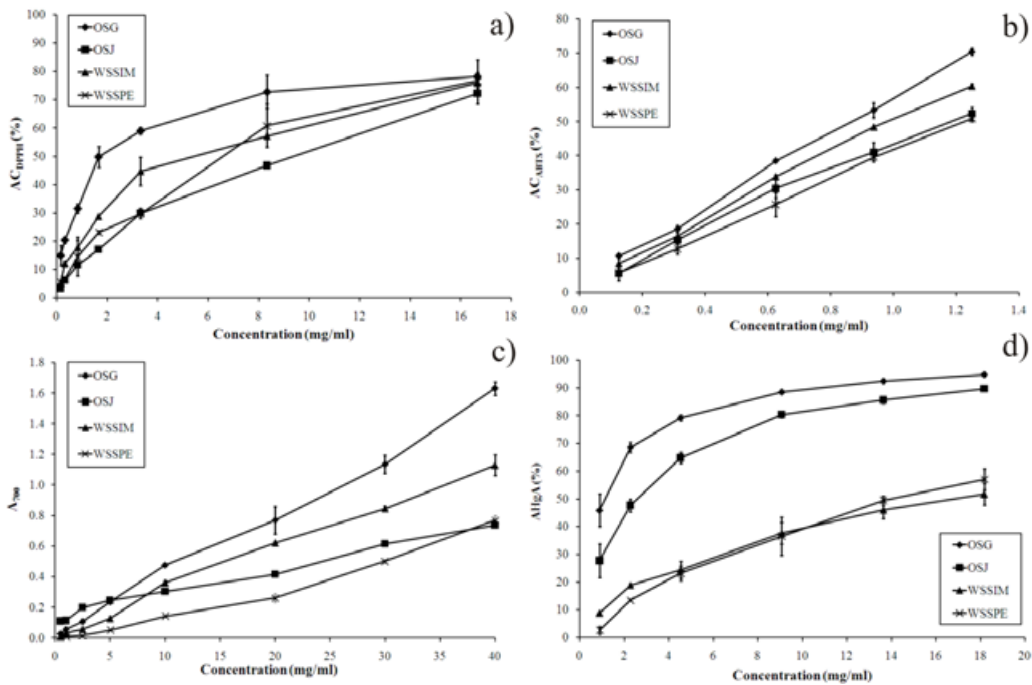 a)
100
90
80
70
60
50
40
30
20
10
0
AC_DPPH (%)
OSG
OSJ
WSSIM
WSSPE
0 2 4 6 8 10 12 14 16 18
Concentration (mg/ml)
b)
80
70
60
50
40
30
20
10
0
AC_ABTS (%)
OSG
OSJ
WSSIM
WSSPE
0.0 0.2 0.4 0.6 0.8 1.0 1.2 1.4
Concentration (mg/ml)
c)
1.8
1.6
1.4
1.2
1.0
0.8
0.6
0.4
0.2
0.0
A_700
OSG
OSJ
WSSIM
WSSPE
0 10 20 30 40
Concentration (mg/ml)
d)
100
90
80
70
60
50
40
30
20
10
0
AHgA (%)
OSG
OSJ
WSSIM
WSSPE
0 2 4 6 8 10 12 14 16 18 20
Concentration (mg/ml)